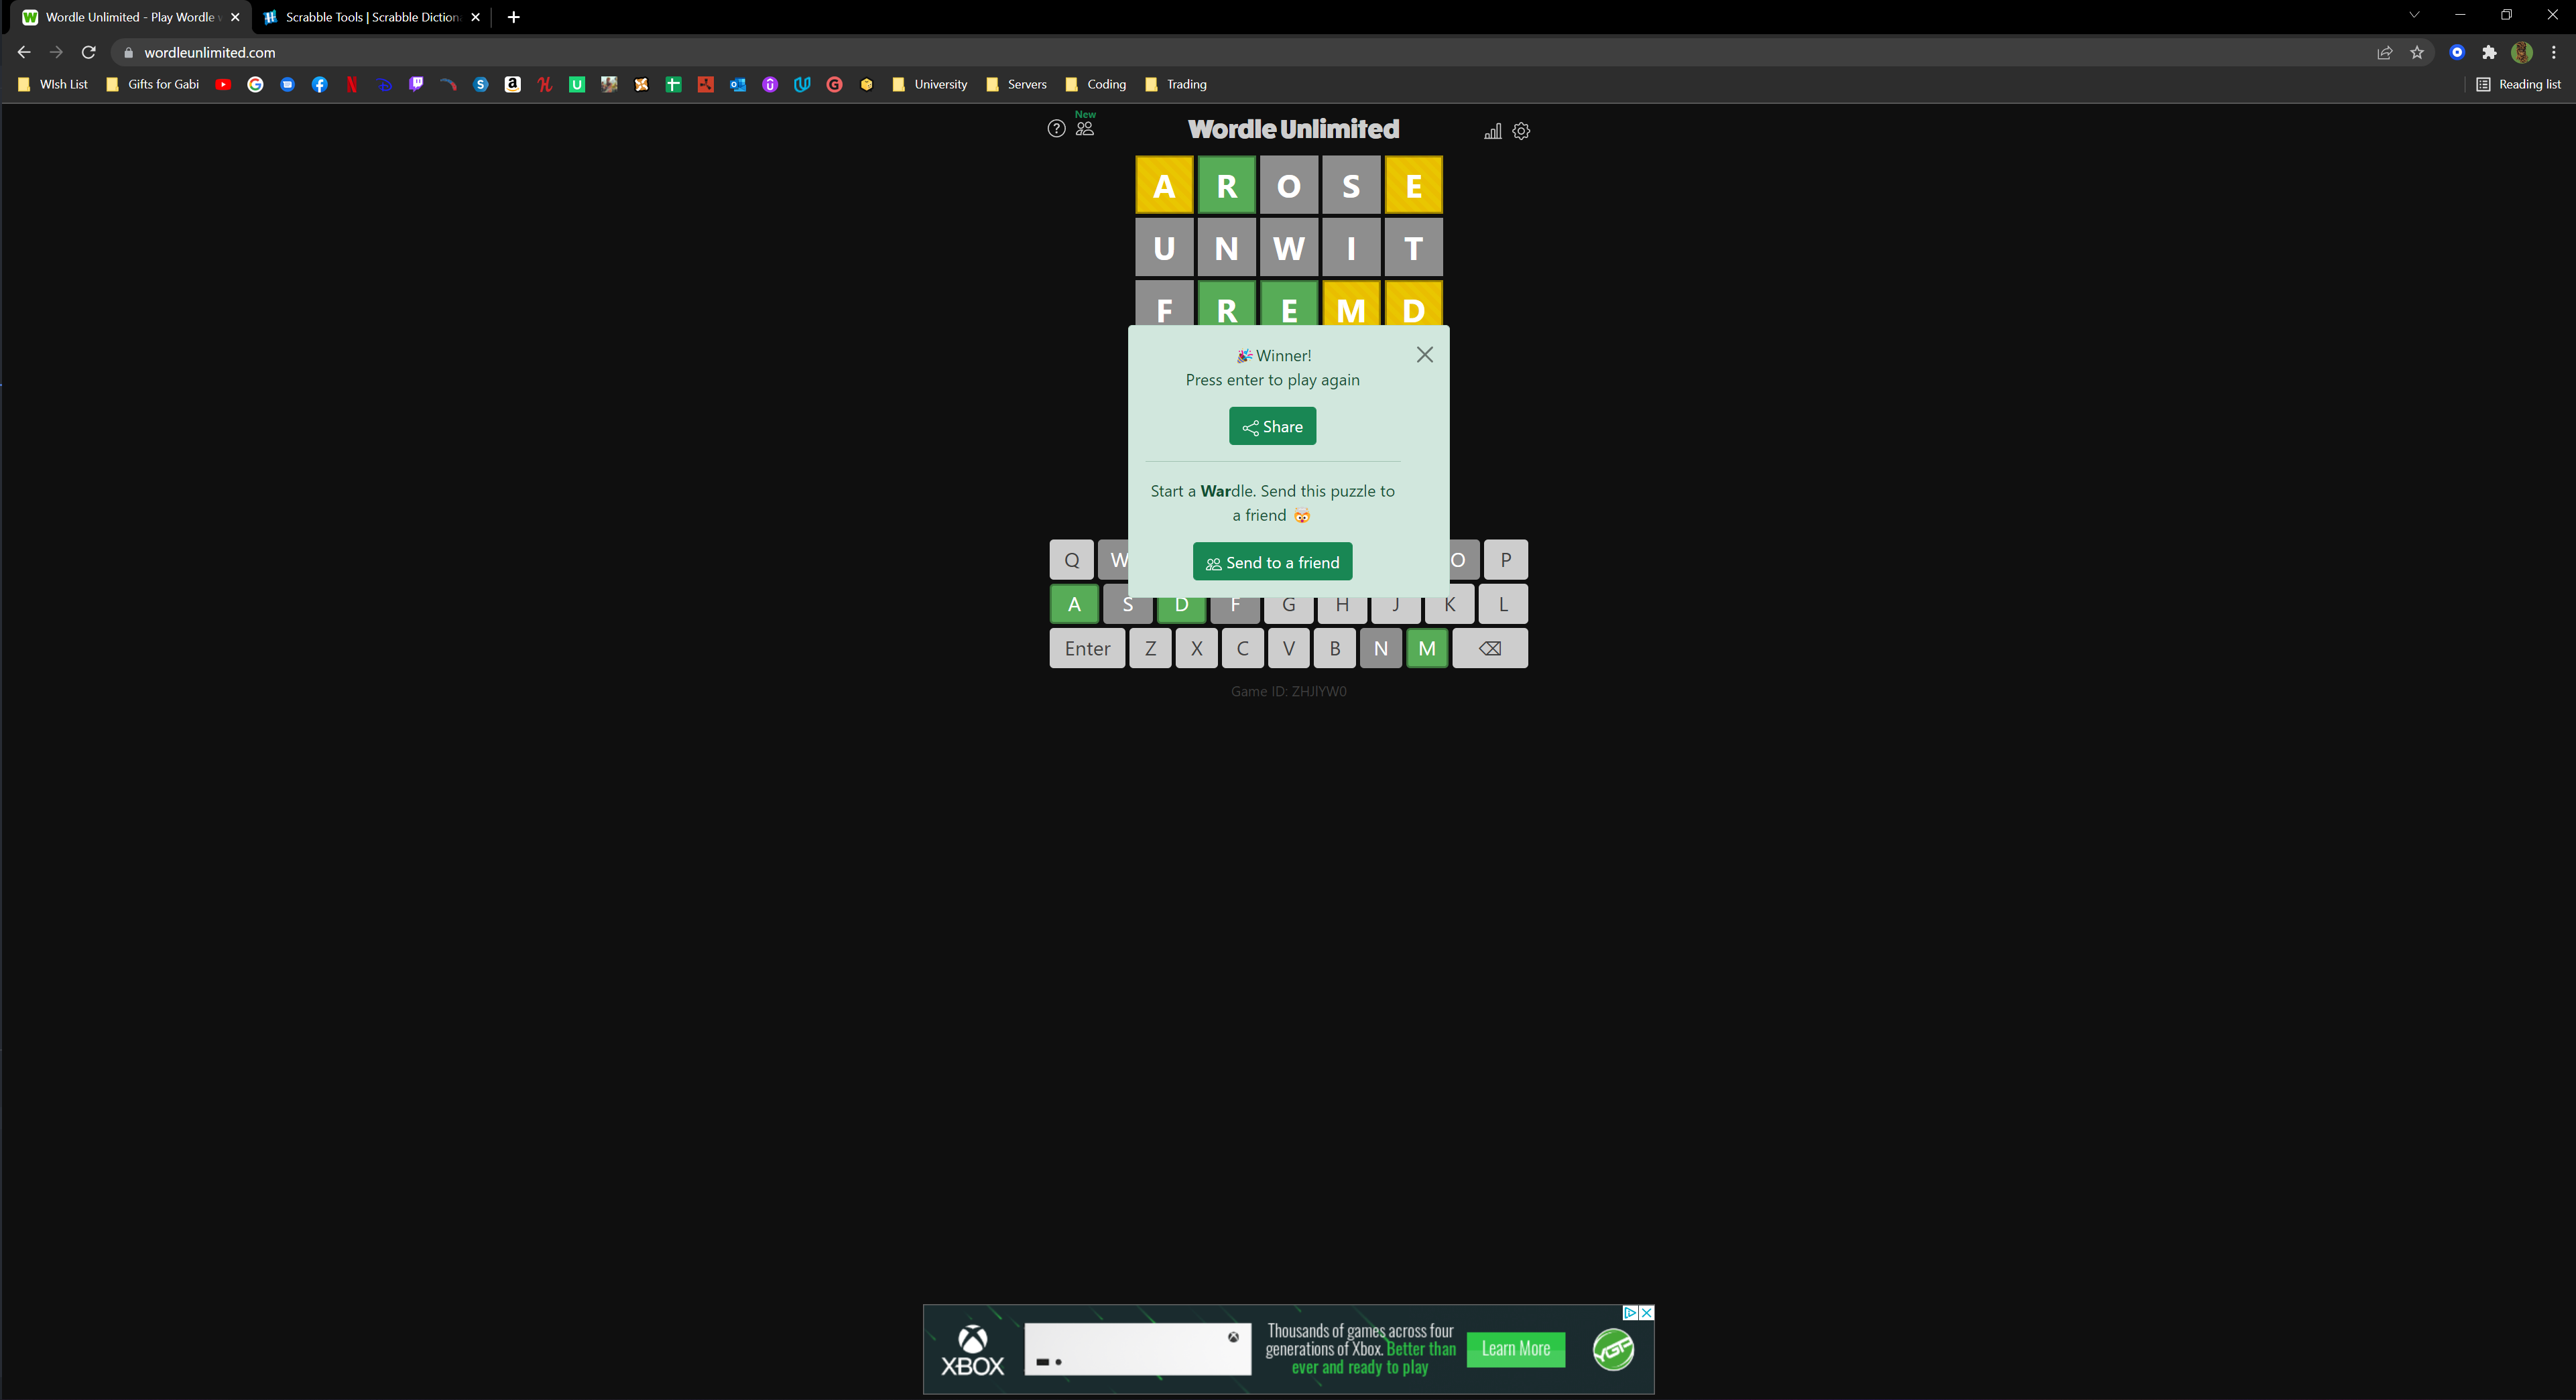 Wordle Unlimited - Play Wordle
Scrabble Tools | Scrabble Diction
wordleunlimited.com
WIsh List
Gifts for Gabi
University
Servers
Coding
Trading
Reading list
New
Wordle Unlimited
A R O S E
U N W I T
F R E M D
🎉 Winner!
Press enter to play again
Share
Start a Wardle. Send this puzzle to
a friend 🤯
Send to a friend
Q W O P
A S D F G H J K L
Enter Z X C V B N M
Game ID: ZHJIYW0
XBOX
Thousands of games across four
generations of Xbox. Better than
ever and ready to play
Learn More
YGF